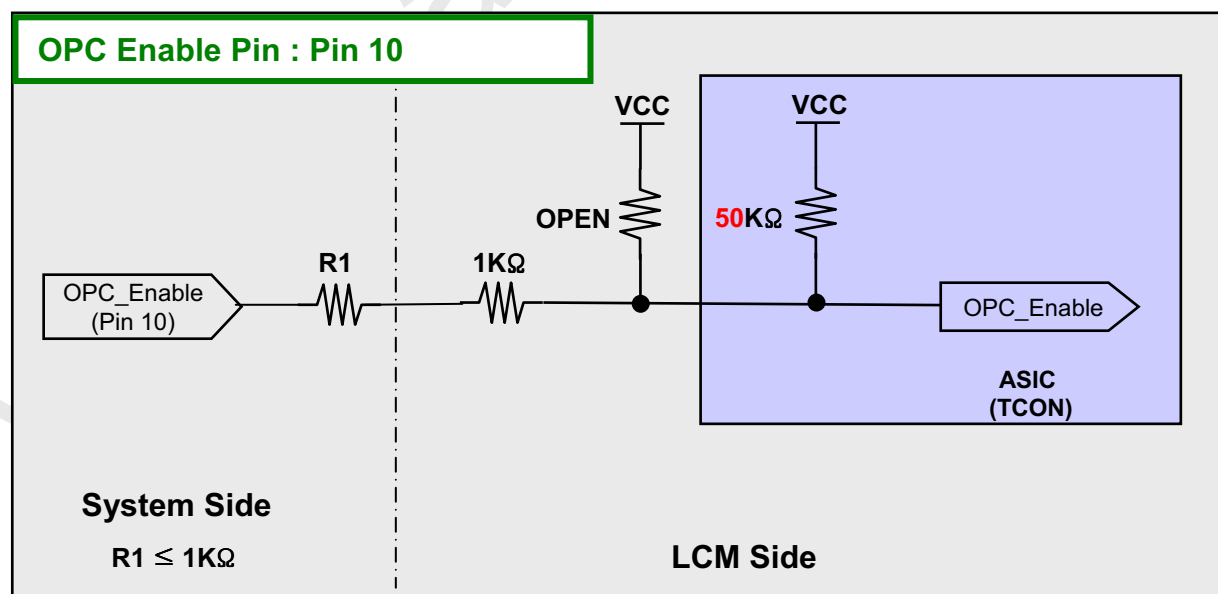 OPC Enable Pin : Pin 10
VCC
VCC
OPEN
50KΩ
R1
1KΩ
OPC_Enable
(Pin 10)
OPC_Enable
ASIC
(TCON)
System Side
R1 ≤ 1KΩ
LCM Side